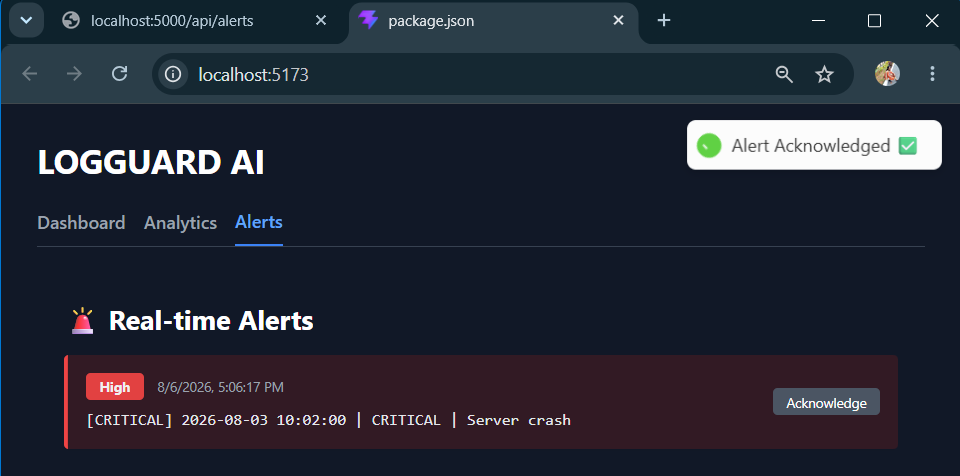 localhost:5000/api/alerts
package.json
localhost:5173
Alert Acknowledged ✅
LOGGUARD AI
Dashboard Analytics Alerts
🚨 Real-time Alerts
High 8/6/2026, 5:06:17 PM
Acknowledge
[CRITICAL] 2026-08-03 10:02:00 | CRITICAL | Server crash